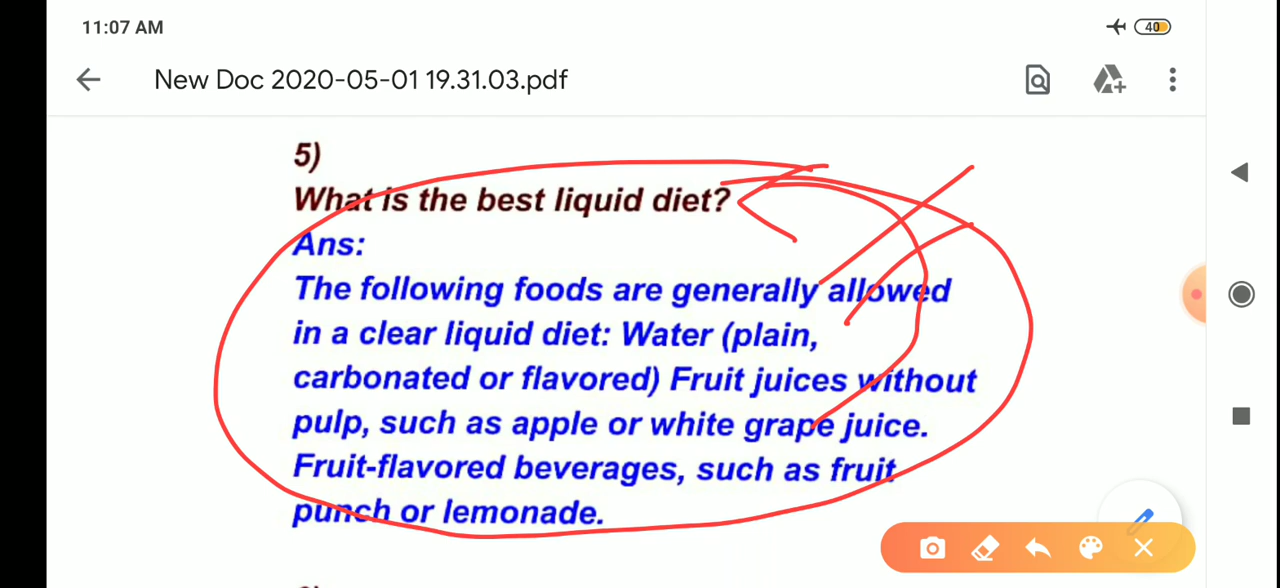 11:07 AM
40
New Doc 2020-05-01 19.31.03.pdf
5)
What is the best liquid diet?
Ans:
The following foods are generally allowed
in a clear liquid diet: Water (plain,
carbonated or flavored) Fruit juices without
pulp, such as apple or white grape juice.
Fruit-flavored beverages, such as fruit
punch or lemonade.